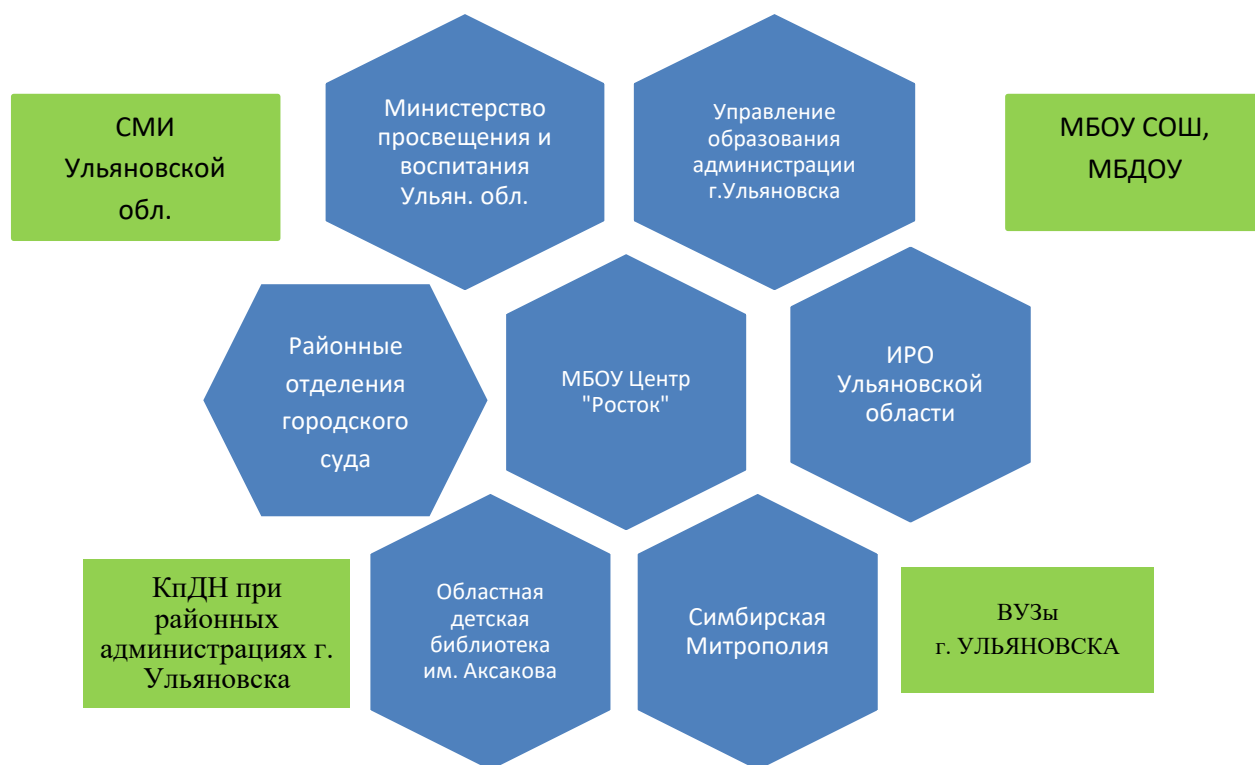 СМИ
Ульяновской
обл.
Министерство
просвещения и
воспитания
Ульян. обл.
Управление
образования
администрации
г.Ульяновска
МБОУ СОШ,
МБДОУ
Районные
отделения
городского
суда
МБОУ Центр
"Росток"
ИРО
Ульяновской
области
КпДН при
районных
администрациях г.
Ульяновска
Областная
детская
библиотека
им. Аксакова
Симбирская
Митрополия
ВУЗы
г. УЛЬЯНОВСКА